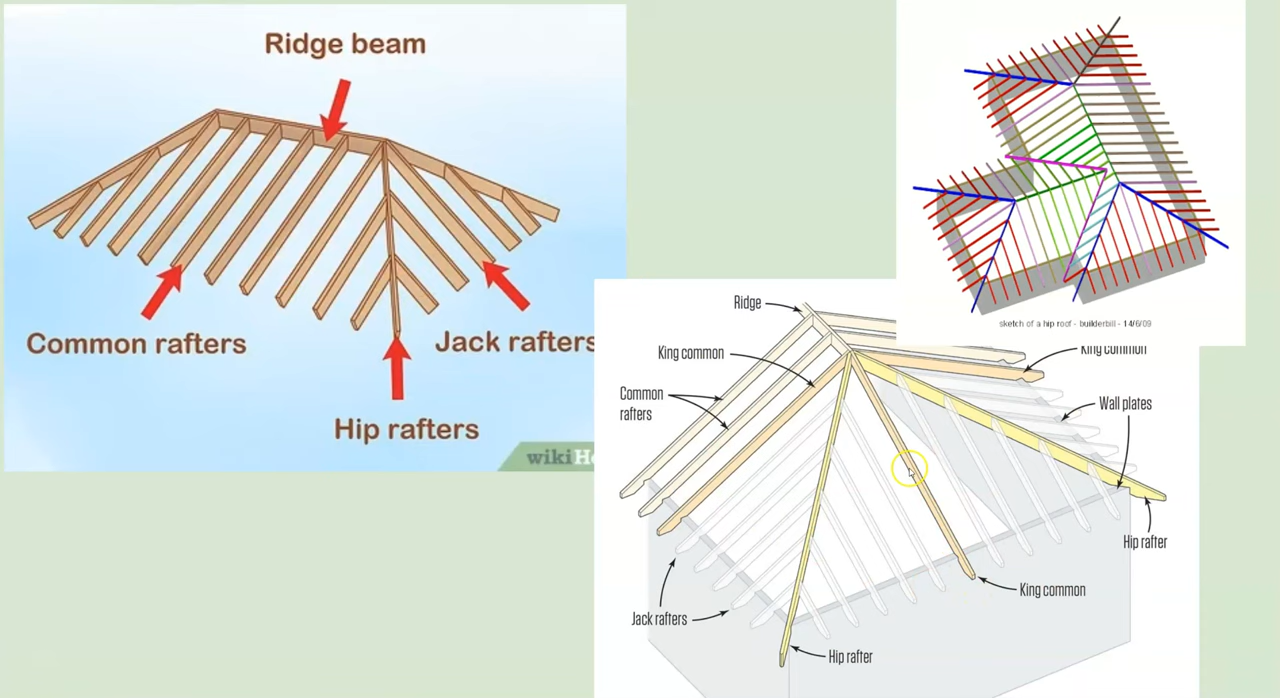 Ridge beam
Common rafters
Jack rafters
Hip rafters
wikiH
sketch of a hip roof - builderbill - 14/6/09
Ridge
King common
Common
rafters
King common
Wall plates
Hip rafter
King common
Jack rafters
Hip rafter